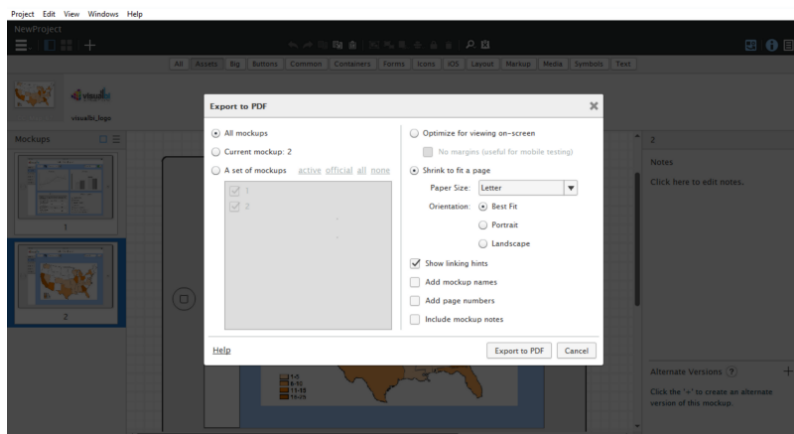 Project Edit View Windows Help
NewProject
All Assets Big Buttons Common Containers Forms Icons iOS Layout Markup Media Symbols Text
visualbi_logo
Mockups
1
2
Export to PDF
All mockups
Current mockup: 2
A set of mockups active official all none
1
2
Optimize for viewing on-screen
No margins (useful for mobile testing)
Shrink to fit a page
Paper Size: Letter
Orientation: Best Fit
Portrait
Landscape
Show linking hints
Add mockup names
Add page numbers
Include mockup notes
Help
Export to PDF Cancel
2
Notes
Click here to edit notes.
Alternate Versions ?
Click the '+' to create an alternate
version of this mockup.